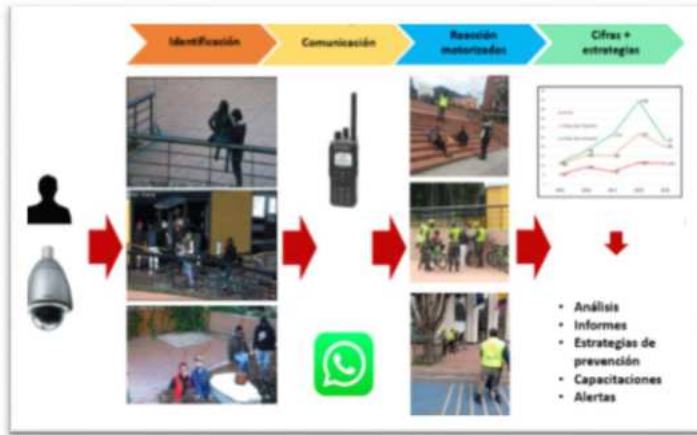 Identificación
Comunicación
Reacción
motorizados
Cifras +
estrategias
• Análisis
• Informes
• Estrategias de
prevención
• Capacitaciones
• Alertas